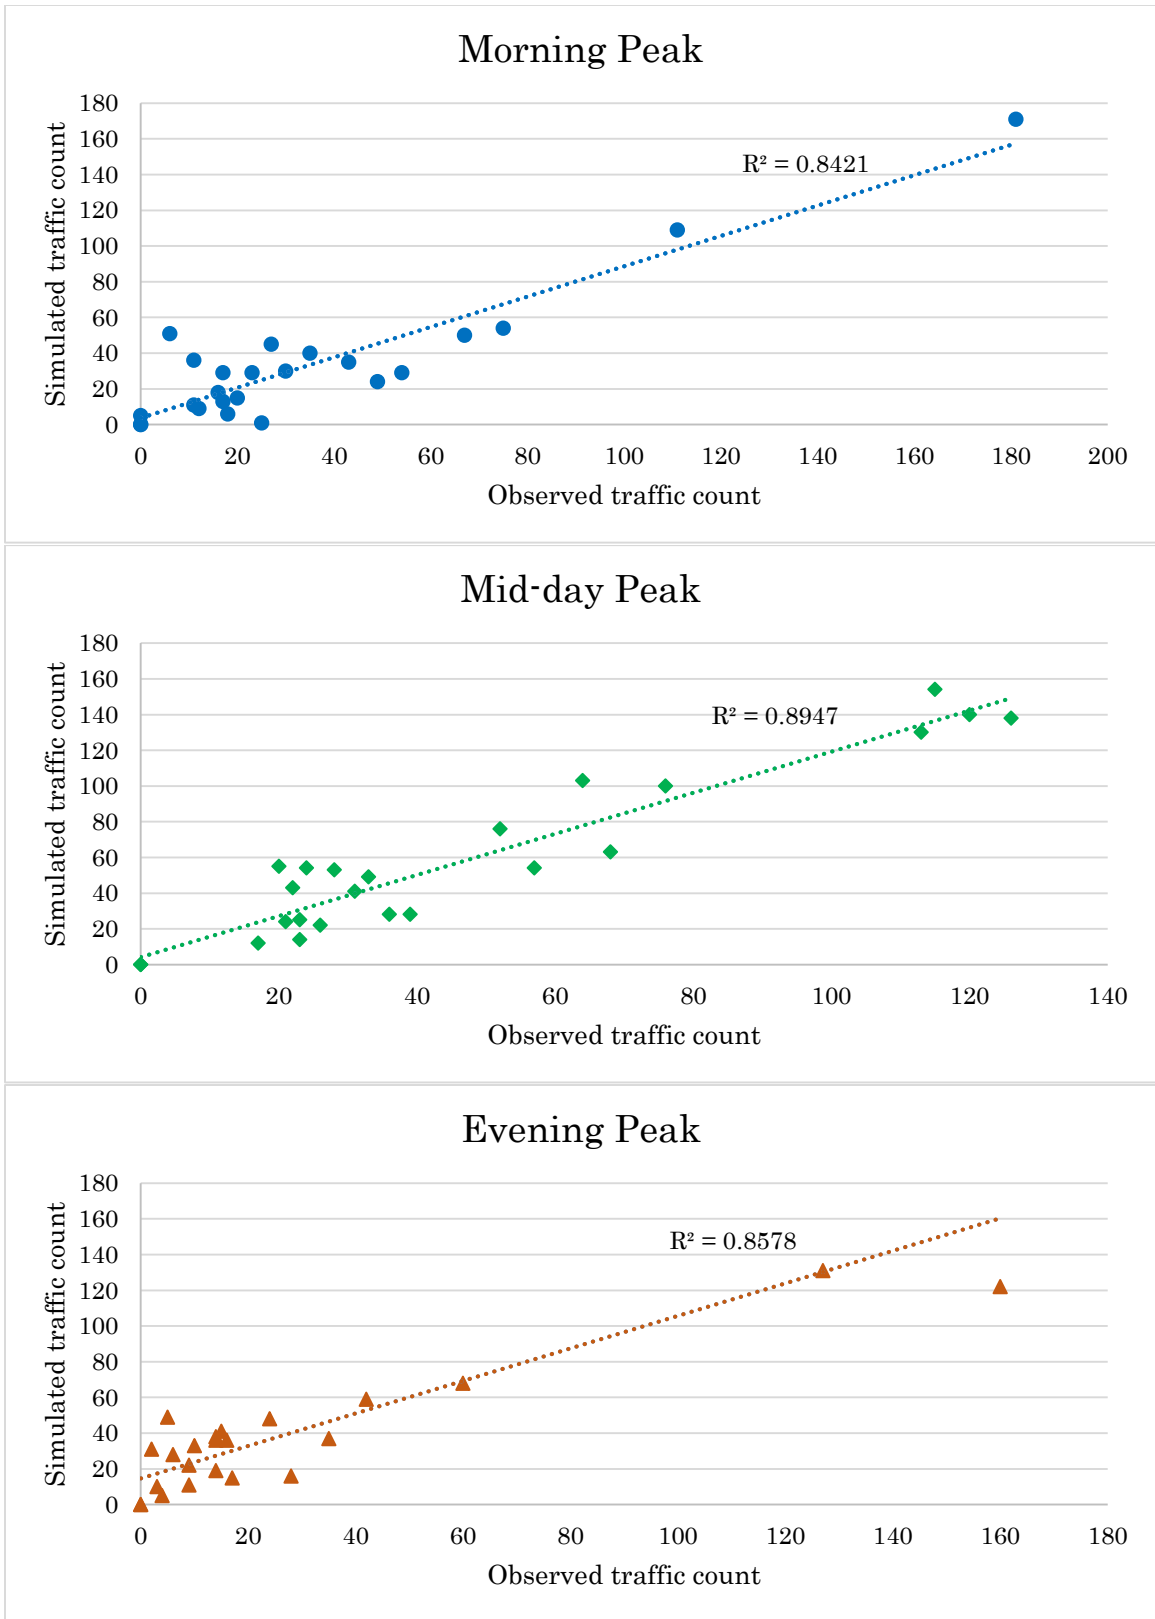 Morning Peak
Simulated traffic count
180
160
140
120
100
80
60
40
20
0
R² = 0.8421
0 20 40 60 80 100 120 140 160 180 200
Observed traffic count
Mid-day Peak
Simulated traffic count
180
160
140
120
100
80
60
40
20
0
R² = 0.8947
0 20 40 60 80 100 120 140
Observed traffic count
Evening Peak
Simulated traffic count
180
160
140
120
100
80
60
40
20
0
R² = 0.8578
0 20 40 60 80 100 120 140 160 180
Observed traffic count